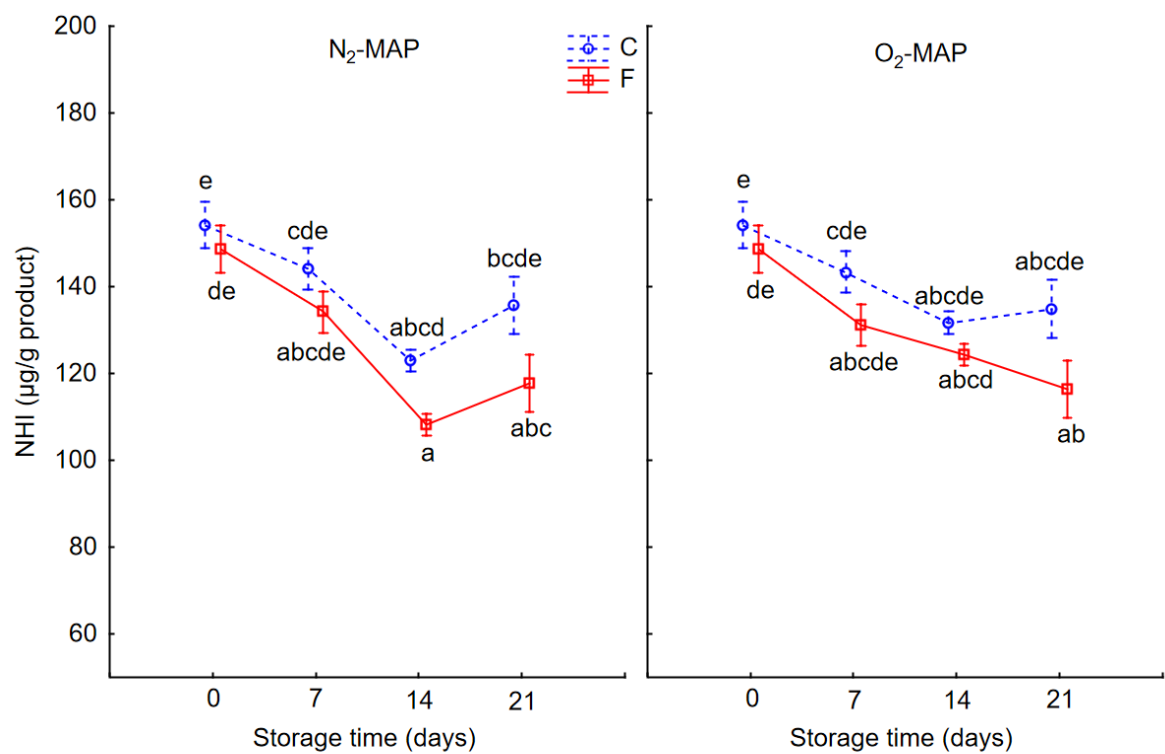 N₂-MAP
C
F
O₂-MAP
200
180
160
140
120
100
80
60
NHI (µg/g product)
e
cde
abcd
bcde
de
abcde
a
abc
e
cde
abcde
abcde
de
abcde
abcd
ab
0 7 14 21
0 7 14 21
Storage time (days)
Storage time (days)